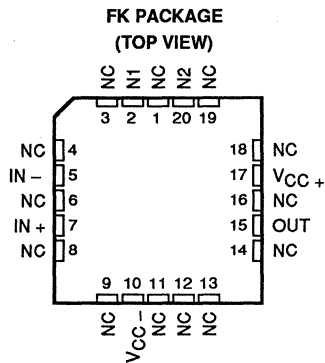 FK PACKAGE
(TOP VIEW)
NC N1 NC N2 NC
3 2 1 20 19
NC 4 18 NC
IN – 5 17 VCC +
NC 6 16 NC
IN + 7 15 OUT
NC 8 14 NC
9 10 11 12 13
NC VCC – NC NC NC